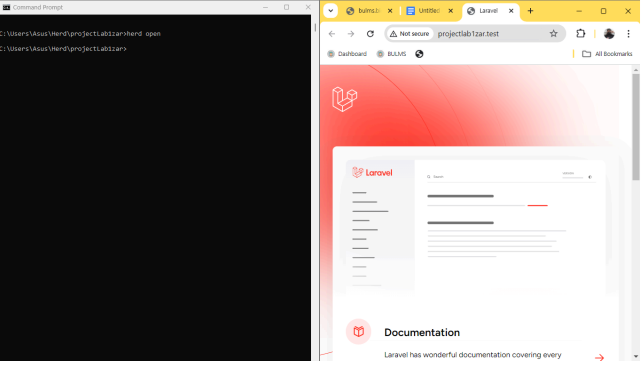 Command Prompt
C:\Users\Asus\Herd\projectLab1zar>herd open
C:\Users\Asus\Herd\projectLab1zar>
bulms.b
Untitled
Laravel
Not secure
projectlab1zar.test
Dashboard
BULMS
All Bookmarks
Laravel
Search
Documentation
Laravel has wonderful documentation covering every